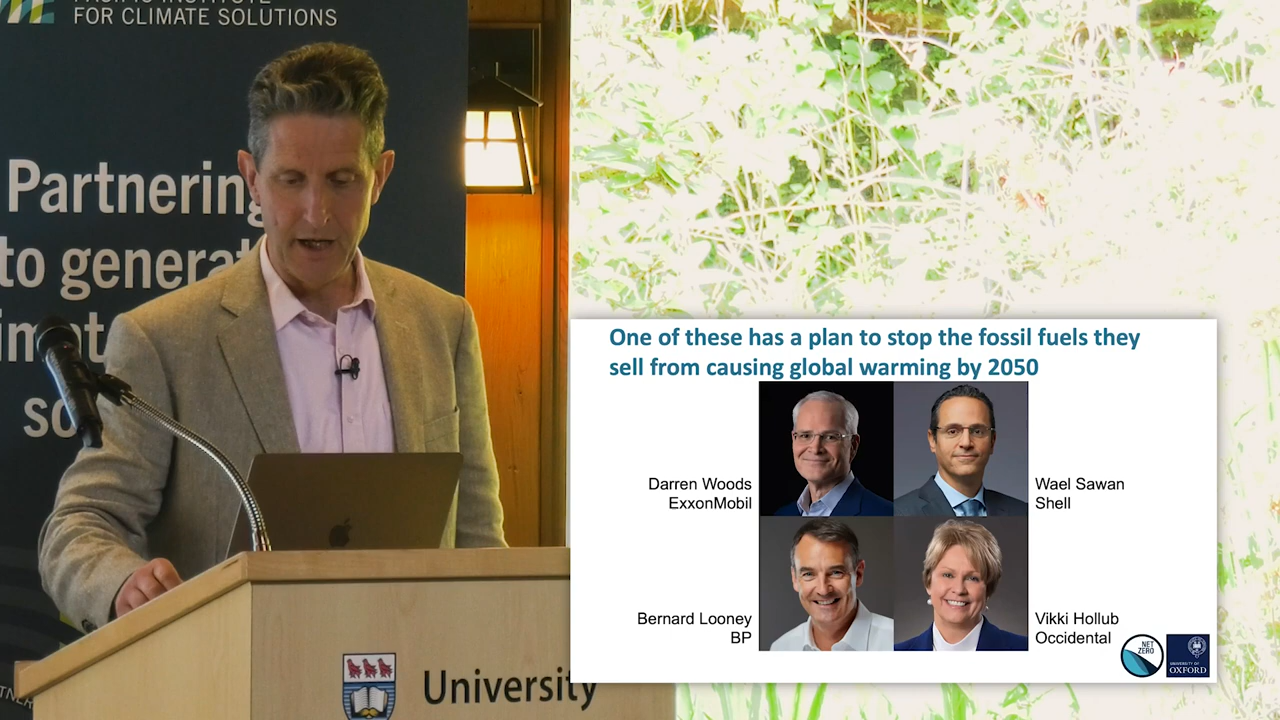 PACIFIC INSTITUTE
FOR CLIMATE SOLUTIONS
Partnering
to generat
imat
so
University
One of these has a plan to stop the fossil fuels they
sell from causing global warming by 2050
Darren Woods
ExxonMobil
Wael Sawan
Shell
Bernard Looney
BP
Vikki Hollub
Occidental
NET
ZERO
UNIVERSITY OF
OXFORD